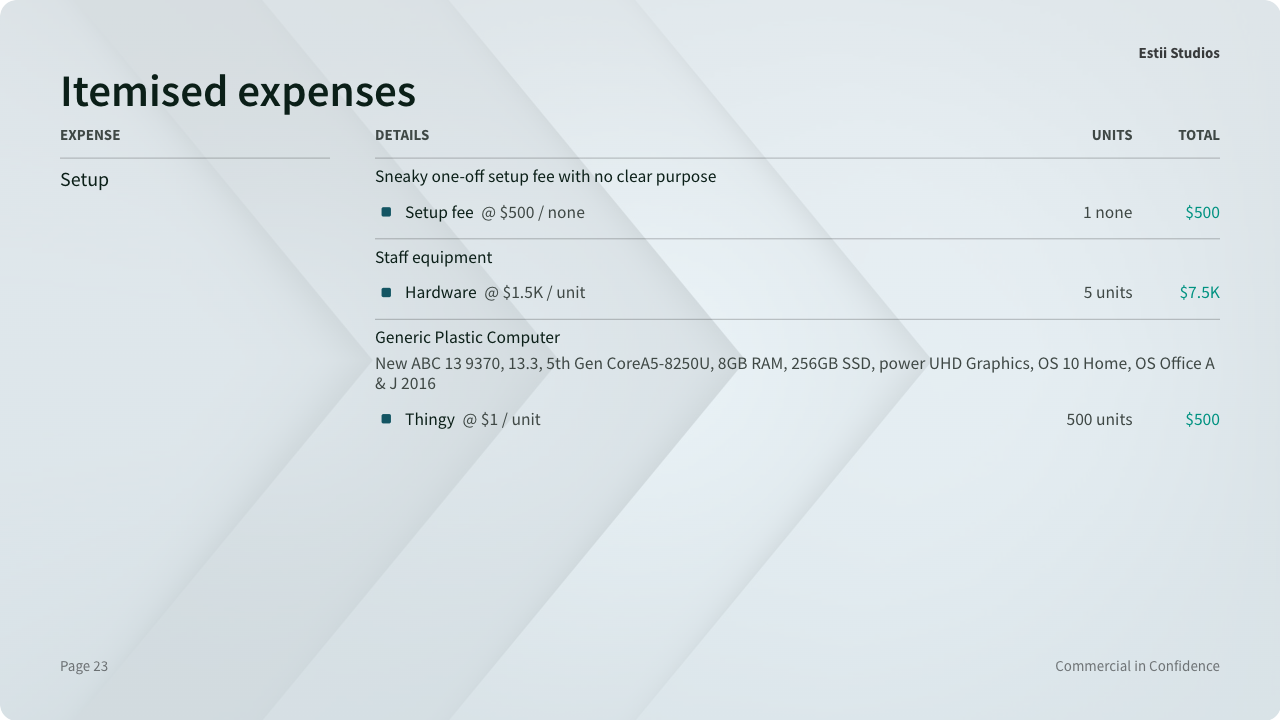 Estii Studios
Itemised expenses
EXPENSE
DETAILS
UNITS
TOTAL
Setup
Sneaky one-off setup fee with no clear purpose
Setup fee @ $500 / none
1 none
$500
Staff equipment
Hardware @ $1.5K / unit
5 units
$7.5K
Generic Plastic Computer
New ABC 13 9370, 13.3, 5th Gen CoreA5-8250U, 8GB RAM, 256GB SSD, power UHD Graphics, OS 10 Home, OS Office A
& J 2016
Thingy @ $1 / unit
500 units
$500
Page 23
Commercial in Confidence